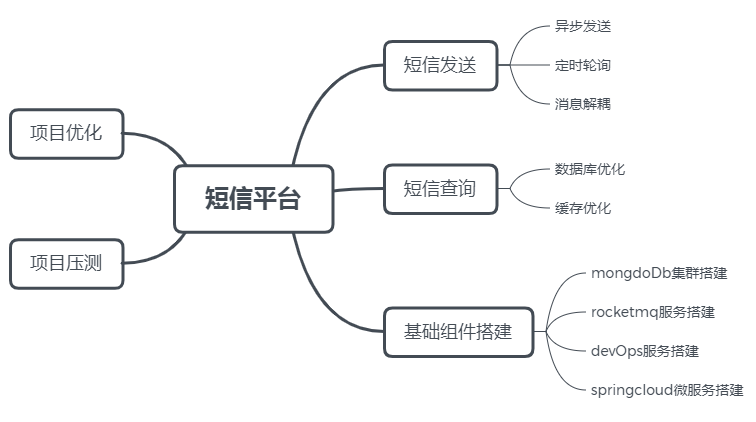 短信平台
短信发送
异步发送
定时轮询
消息解耦
短信查询
数据库优化
缓存优化
基础组件搭建
mongdoDb集群搭建
rocketmq服务搭建
devOps服务搭建
springcloud微服务搭建
项目优化
项目压测